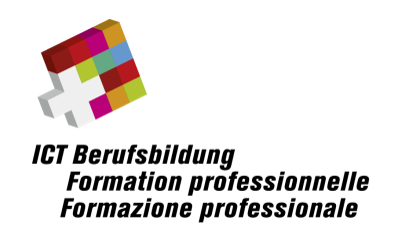 ICT Berufsbildung
Formation professionnelle
Formazione professionale